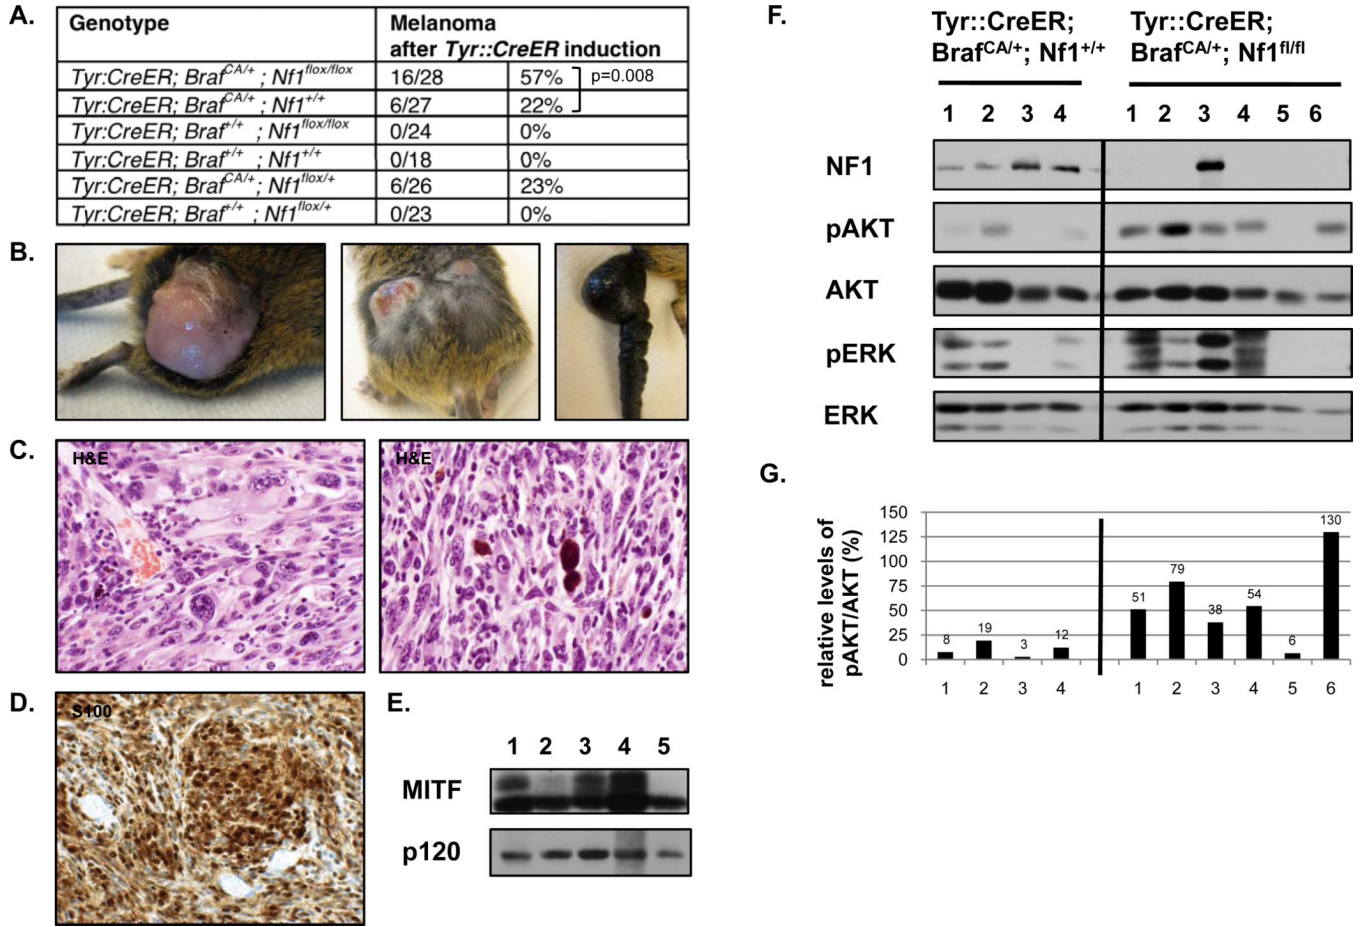 A.
Genotype Melanoma
after Tyr::CreER induction
Tyr:CreER; Braf^CA/+ ; Nf1^flox/flox 16/28 57%
Tyr:CreER; Braf^CA/+ ; Nf1^+/+ 6/27 22%
p=0.008
Tyr:CreER; Braf^+/+ ; Nf1^flox/flox 0/24 0%
Tyr:CreER; Braf^+/+ ; Nf1^+/+ 0/18 0%
Tyr:CreER; Braf^CA/+ ; Nf1^flox/+ 6/26 23%
Tyr:CreER; Braf^+/+ ; Nf1^flox/+ 0/23 0%
B.
C.
H&E H&E
D.
S100
E.
1 2 3 4 5
MITF
p120
F.
Tyr::CreER;
Braf^CA/+; Nf1^+/+
Tyr::CreER;
Braf^CA/+; Nf1^fl/fl
1 2 3 4 1 2 3 4 5 6
NF1
pAKT
AKT
pERK
ERK
G.
relative levels of
pAKT/AKT (%)
150
125
100
75
50
25
0
8 19 3 12 51 79 38 54 6 130
1 2 3 4 1 2 3 4 5 6